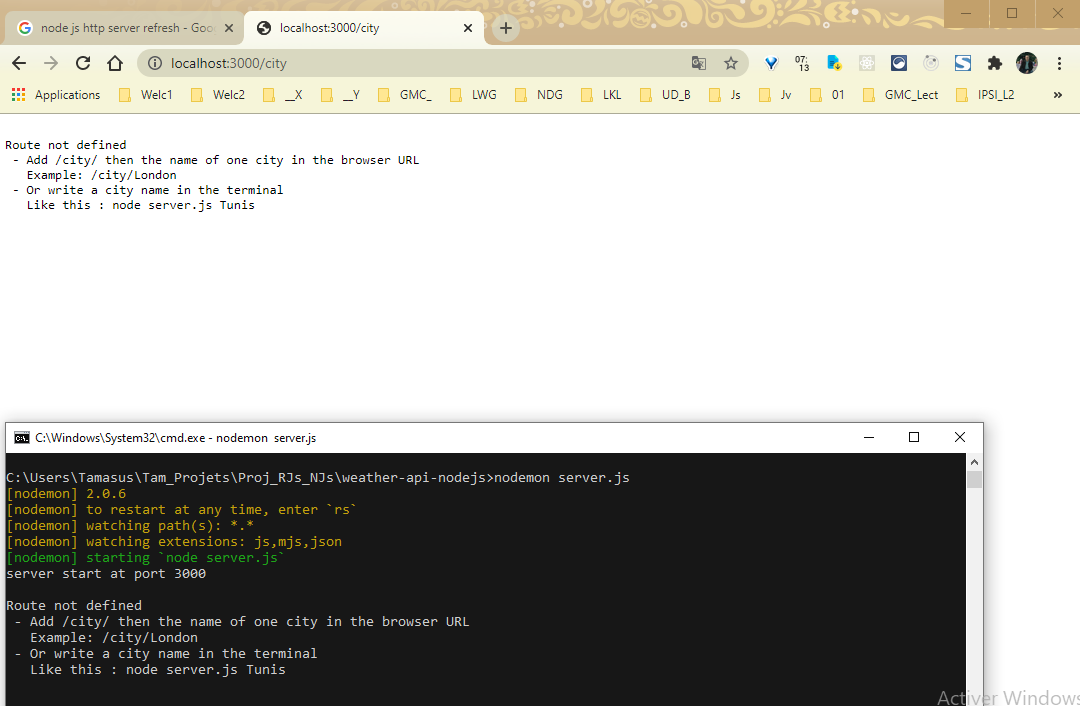 node js http server refresh - Goo
localhost:3000/city
localhost:3000/city
07:
13
Applications Welc1 Welc2 __X __Y GMC_ LWG NDG LKL UD_B Js Jv 01 GMC_Lect IPSI_L2 »
Route not defined
- Add /city/ then the name of one city in the browser URL
Example: /city/London
- Or write a city name in the terminal
Like this : node server.js Tunis
C:\Windows\System32\cmd.exe - nodemon server.js
C:\Users\Tamasus\Tam_Projets\Proj_RJs_NJs\weather-api-nodejs>nodemon server.js
[nodemon] 2.0.6
[nodemon] to restart at any time, enter `rs`
[nodemon] watching path(s): *.*
[nodemon] watching extensions: js,mjs,json
[nodemon] starting `node server.js`
server start at port 3000
Route not defined
- Add /city/ then the name of one city in the browser URL
Example: /city/London
- Or write a city name in the terminal
Like this : node server.js Tunis
Activer Windows